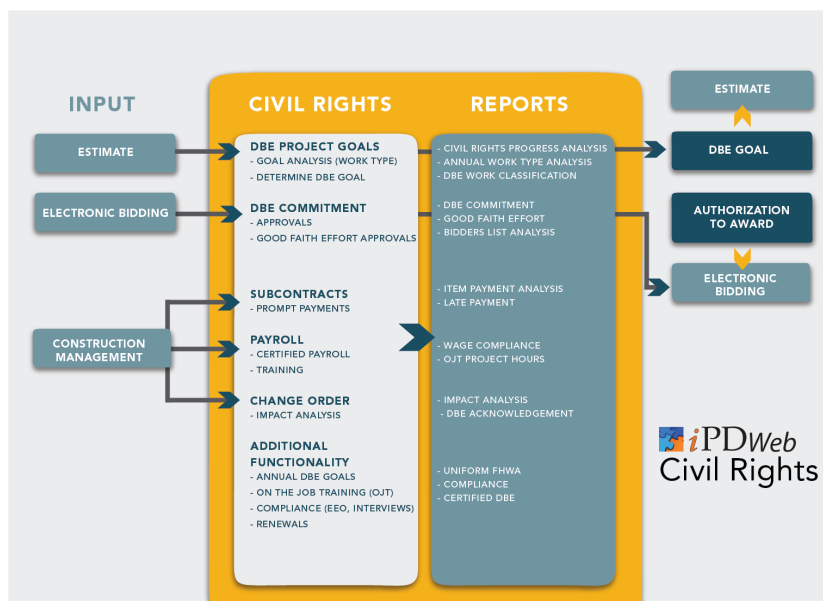 INPUT
ESTIMATE
ELECTRONIC BIDDING
CONSTRUCTION
MANAGEMENT
CIVIL RIGHTS
DBE PROJECT GOALS
- GOAL ANALYSIS (WORK TYPE)
- DETERMINE DBE GOAL
DBE COMMITMENT
- APPROVALS
- GOOD FAITH EFFORT APPROVALS
SUBCONTRACTS
- PROMPT PAYMENTS
PAYROLL
- CERTIFIED PAYROLL
- TRAINING
CHANGE ORDER
- IMPACT ANALYSIS
ADDITIONAL
FUNCTIONALITY
- ANNUAL DBE GOALS
- ON THE JOB TRAINING (OJT)
- COMPLIANCE (EEO, INTERVIEWS)
- RENEWALS
REPORTS
- CIVIL RIGHTS PROGRESS ANALYSIS
- ANNUAL WORK TYPE ANALYSIS
- DBE WORK CLASSIFICATION
- DBE COMMITMENT
- GOOD FAITH EFFORT
- BIDDERS LIST ANALYSIS
- ITEM PAYMENT ANALYSIS
- LATE PAYMENT
- WAGE COMPLIANCE
- OJT PROJECT HOURS
- IMPACT ANALYSIS
- DBE ACKNOWLEDGEMENT
- UNIFORM FHWA
- COMPLIANCE
- CERTIFIED DBE
ESTIMATE
DBE GOAL
AUTHORIZATION
TO AWARD
ELECTRONIC
BIDDING
iPDWeb
Civil Rights